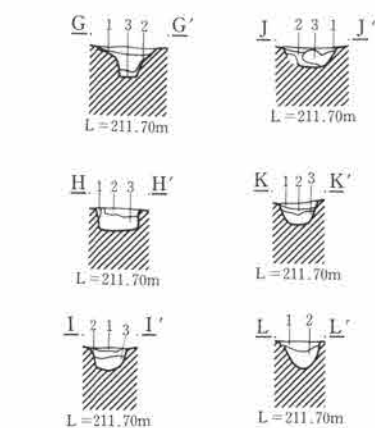 G 1 3 2 G′
L=211.70m
J 2 3 1 J′
L=211.70m
H 1 2 3 H′
L=211.70m
K 1 2 3 K′
L=211.70m
I 2 1 3 I′
L=211.70m
L 1 2 L′
L=211.70m